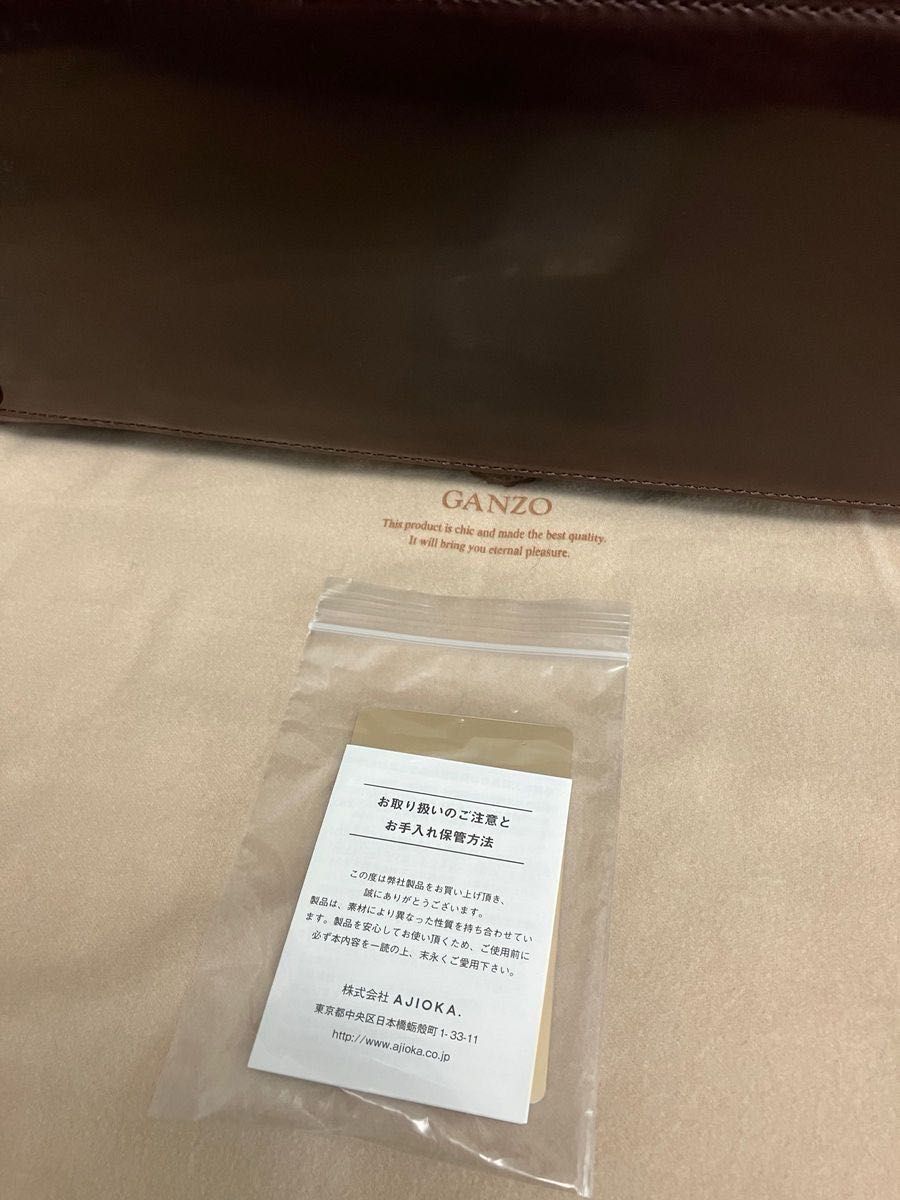 GANZO
This product is chic and made the best quality.
It will bring you eternal pleasure.
お取り扱いのご注意と
お手入れ保管方法
この度は弊社製品をお買い上げ頂き、
誠にありがとうございます。
製品は、素材により異なった性質を持ち合わせてい
ます。製品を安心してお使い頂くため、ご使用前に
必ず本内容を一読の上、末永くご愛用下さい。
株式会社 AJIOKA.
東京都中央区日本橋蛎殻町1-33-11
http://www.ajioka.co.jp